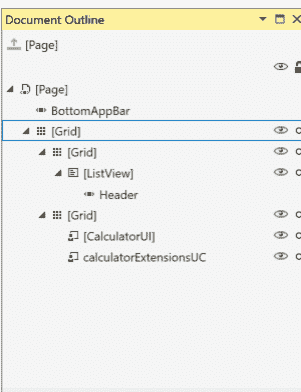 Document Outline
[Page]
[Page]
BottomAppBar
[Grid]
[Grid]
[ListView]
Header
[Grid]
[CalculatorUI]
calculatorExtensionsUC